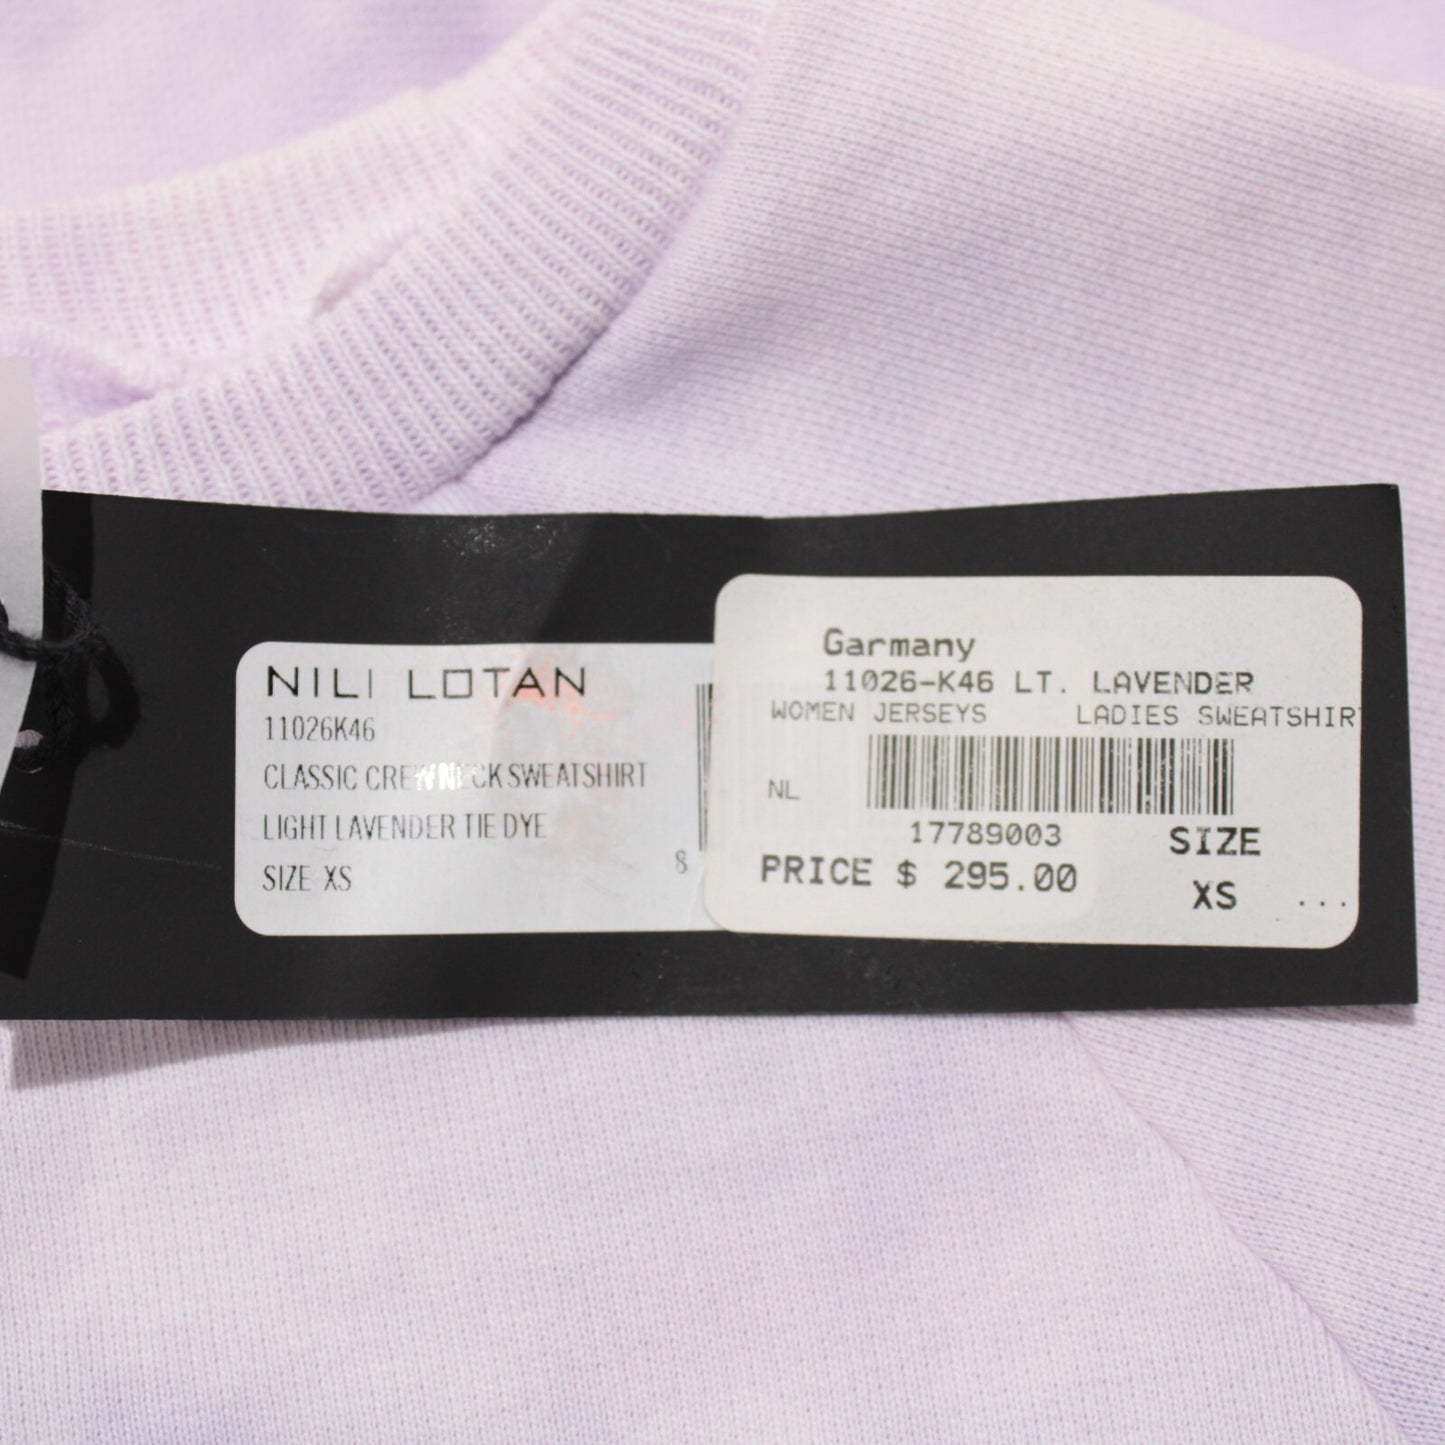 NILI LOTAN
11026K46
CLASSIC CREWNECK SWEATSHIRT
LIGHT LAVENDER TIE DYE
SIZE XS
8
Garmany
11026-K46 LT. LAVENDER
WOMEN JERSEYS LADIES SWEATSHIRT
NL
17789003
SIZE
PRICE $ 295.00
XS ...